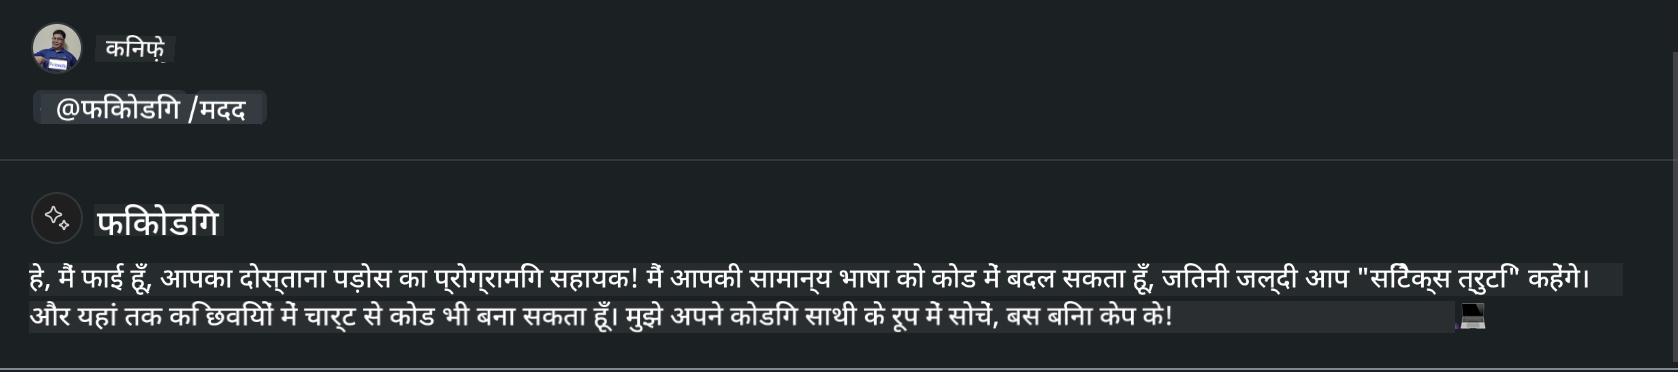 कनिफ़े
@फकिोडगि /मदद
फकिोडगि
हे, मैं फाई हूँ, आपका दोस्ताना पड़ोस का प्रोग्रामगि सहायक! मैं आपकी सामान्य भाषा को कोड में बदल सकता हूँ, जतिनी जल्दी आप "सटिैक्स त्रुटि" कहेंगे।
और यहां तक कि छवयिों में चार्ट से कोड भी बना सकता हूँ। मुझे अपने कोडगि साथी के रूप में सोचें, बस बनिा केप के!